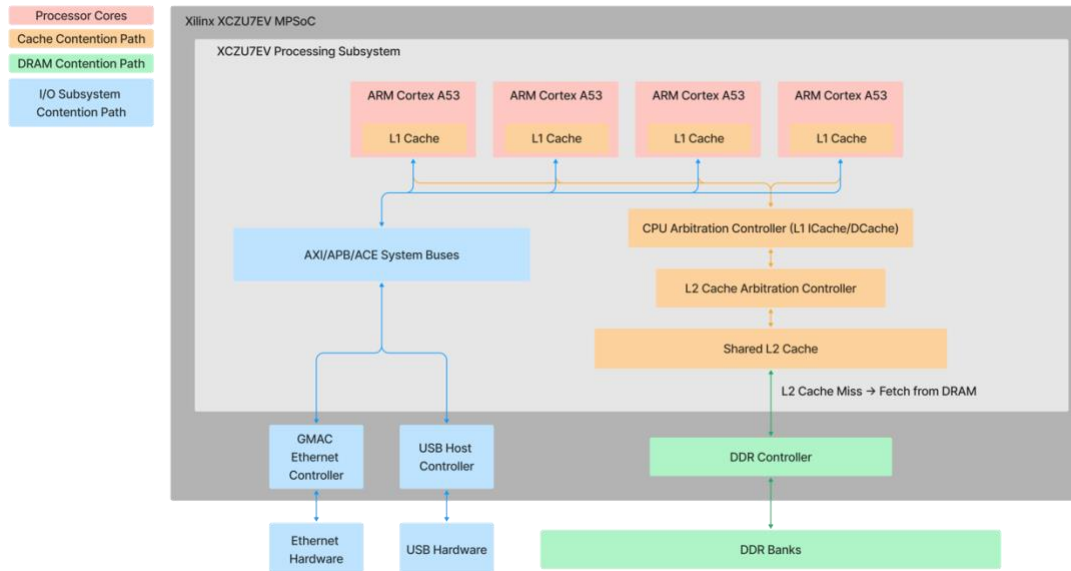 Processor Cores
Cache Contention Path
DRAM Contention Path
I/O Subsystem
Contention Path
Xilinx XCZU7EV MPSoC
XCZU7EV Processing Subsystem
ARM Cortex A53
L1 Cache
ARM Cortex A53
L1 Cache
ARM Cortex A53
L1 Cache
ARM Cortex A53
L1 Cache
CPU Arbitration Controller (L1 ICache/DCache)
AXI/APB/ACE System Buses
L2 Cache Arbitration Controller
Shared L2 Cache
L2 Cache Miss → Fetch from DRAM
GMAC
Ethernet
Controller
USB Host
Controller
DDR Controller
Ethernet
Hardware
USB Hardware
DDR Banks